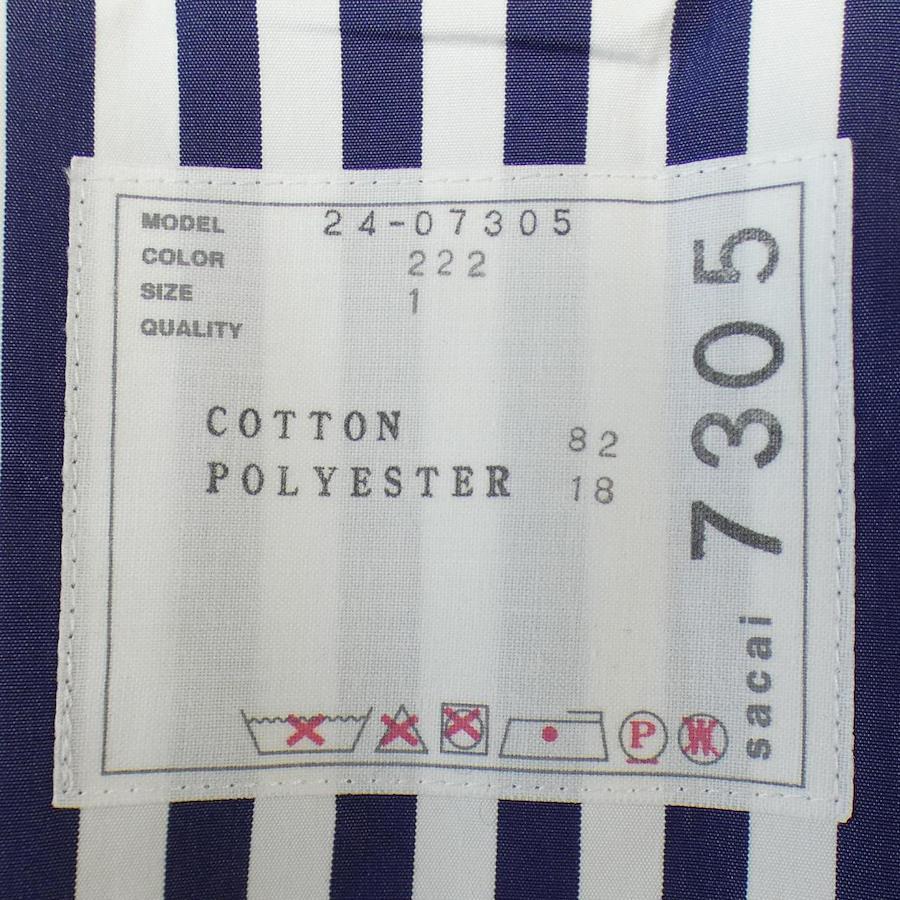 MODEL 24-07305
COLOR 222
SIZE 1
QUALITY
COTTON 82
POLYESTER 18
sacai 7305
P W